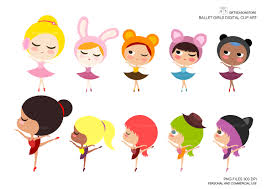 BALLET GIRLS DIGITAL CLIP ART
PNG FILES 300 DPI
PERSONAL AND COMMERCIAL USE